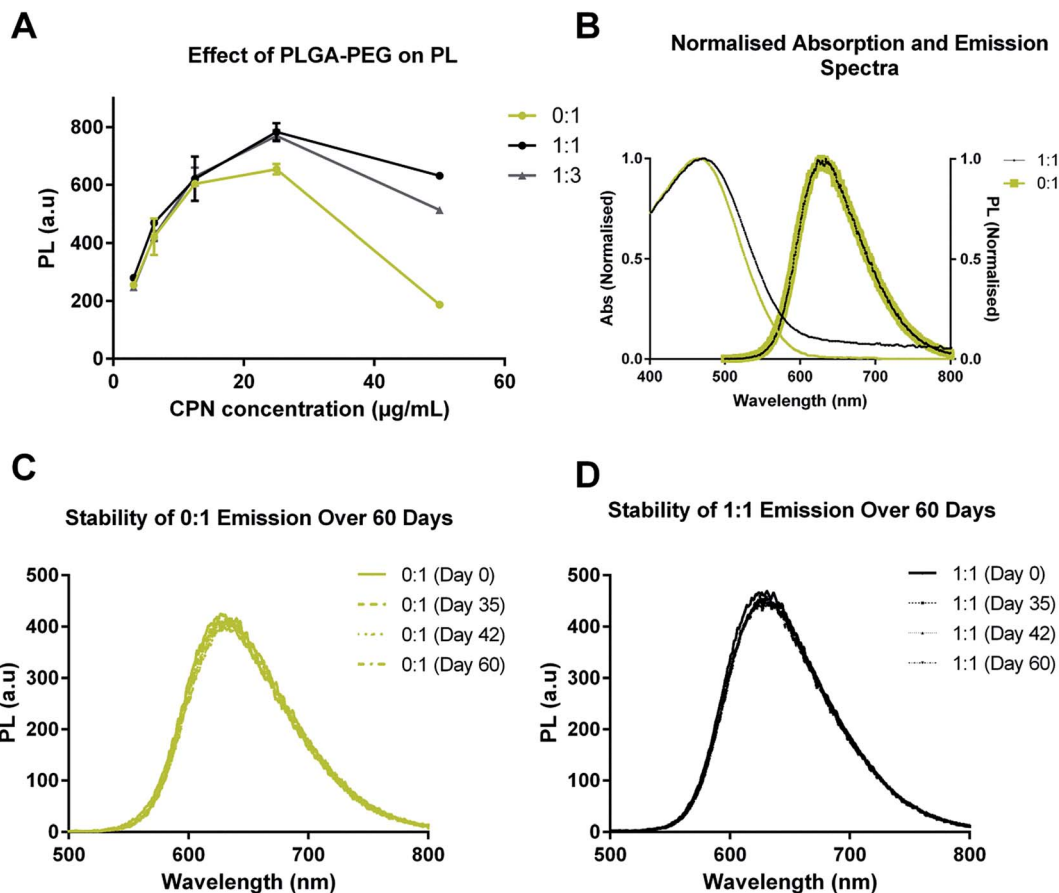 A
Effect of PLGA-PEG on PL
0:1
1:1
1:3
800
600
400
200
0
PL (a.u)
0 20 40 60
CPN concentration (µg/mL)
B
Normalised Absorption and Emission
Spectra
1:1
0:1
1.0
0.5
0.0
Abs (Normalised)
1.0
0.5
0.0
PL (Normalised)
400 500 600 700 800
Wavelength (nm)
C
Stability of 0:1 Emission Over 60 Days
0:1 (Day 0)
0:1 (Day 35)
0:1 (Day 42)
0:1 (Day 60)
500
400
300
200
100
0
PL (a.u)
500 600 700 800
Wavelength (nm)
D
Stability of 1:1 Emission Over 60 Days
1:1 (Day 0)
1:1 (Day 35)
1:1 (Day 42)
1:1 (Day 60)
500
400
300
200
100
0
PL (a.u)
500 600 700 800
Wavelength (nm)